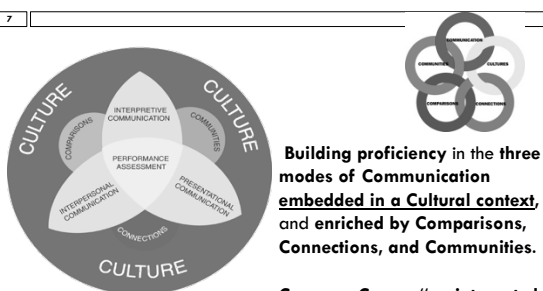 7
COMMUNICATION
COMMUNITIES
CULTURES
COMPARISONS
CONNECTIONS
CULTURE
CULTURE
INTERPRETIVE
COMMUNICATION
COMPARISONS
COMMUNITIES
PERFORMANCE
ASSESSMENT
INTERPERSONAL
COMMUNICATION
PRESENTATIONAL
COMMUNICATION
CONNECTIONS
CULTURE
Building proficiency in the three
modes of Communication
embedded in a Cultural context,
and enriched by Comparisons,
Connections, and Communities.